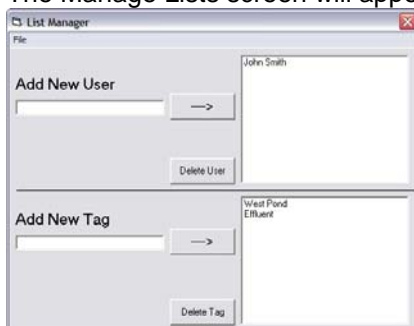 The Manage Lists screen will appe
List Manager
File
John Smith
Add New User
--->
Delete User
West Pond
Effluent
Add New Tag
--->
Delete Tag